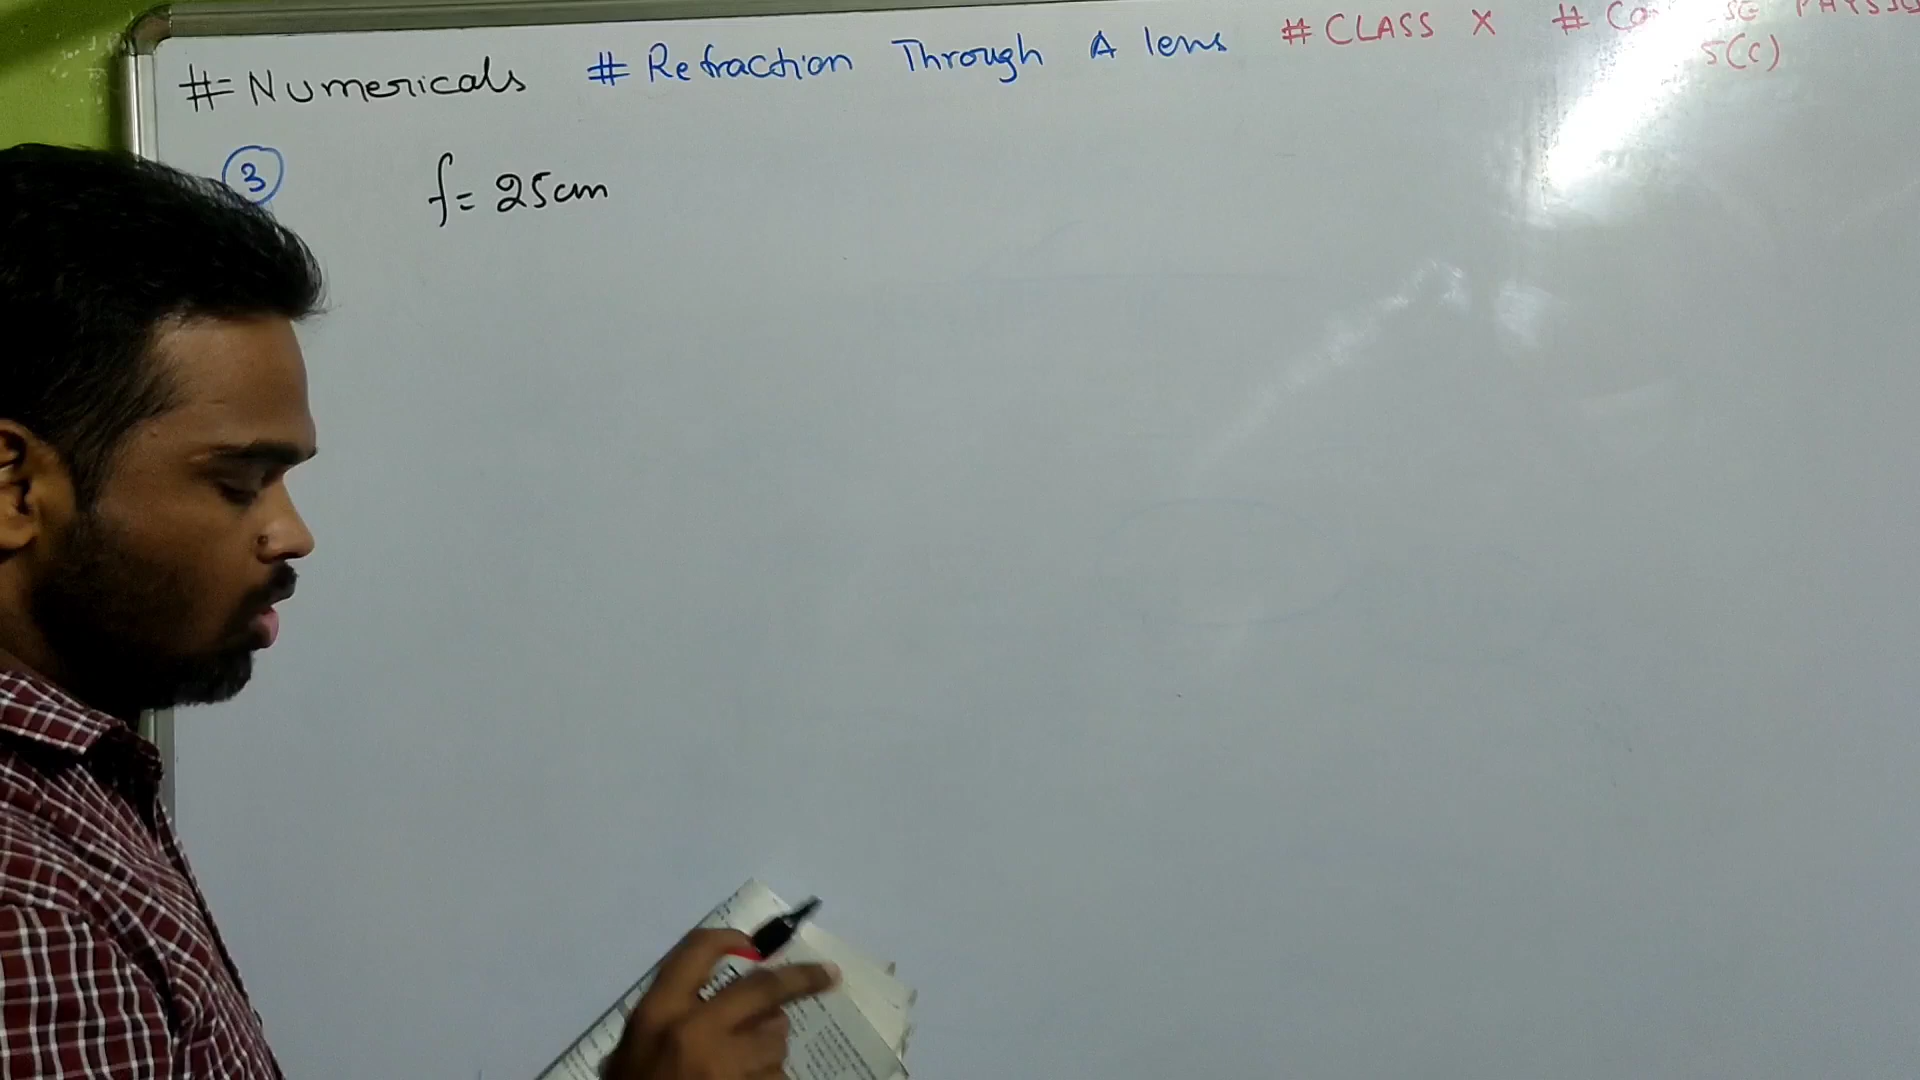 #Numericals # Refraction Through A lens # CLASS X #
5(C)
3 f= 25cm